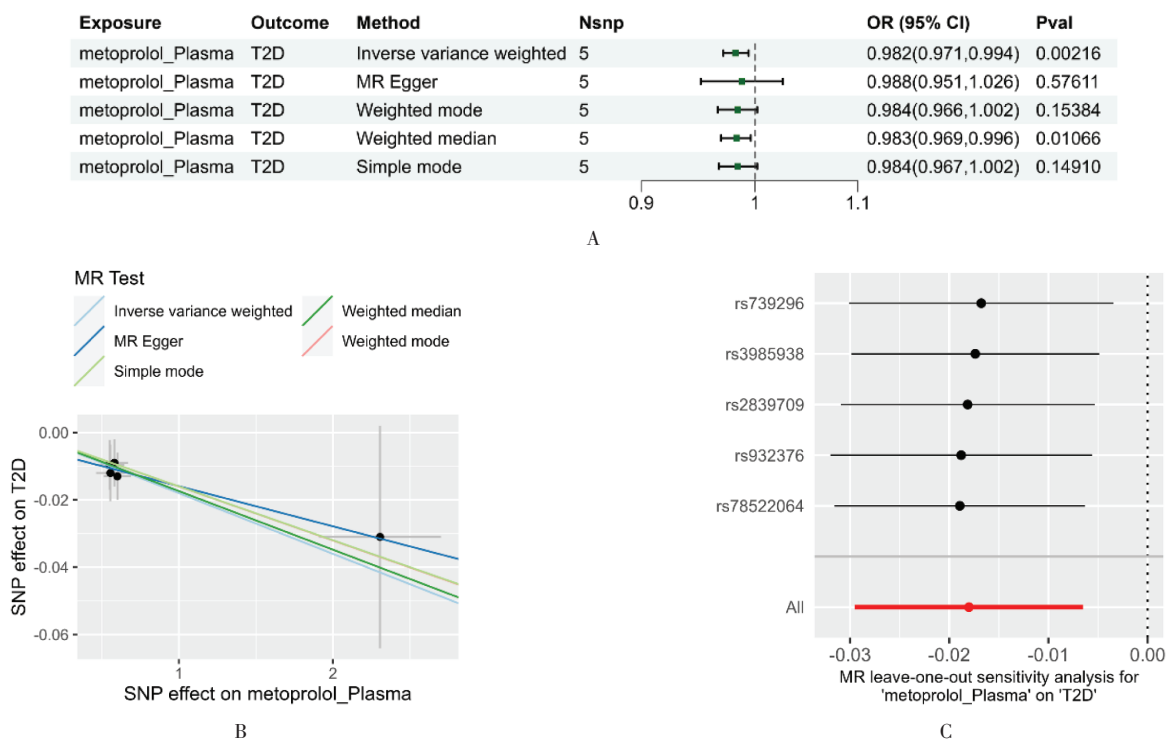 Exposure Outcome Method Nsnp OR (95% CI) Pval
metoprolol_Plasma T2D Inverse variance weighted 5 0.982(0.971,0.994) 0.00216
metoprolol_Plasma T2D MR Egger 5 0.988(0.951,1.026) 0.57611
metoprolol_Plasma T2D Weighted mode 5 0.984(0.966,1.002) 0.15384
metoprolol_Plasma T2D Weighted median 5 0.983(0.969,0.996) 0.01066
metoprolol_Plasma T2D Simple mode 5 0.984(0.967,1.002) 0.14910
0.9 1 1.1
A
MR Test
Inverse variance weighted Weighted median
MR Egger Weighted mode
Simple mode
SNP effect on T2D
0.00
-0.02
-0.04
-0.06
1 2
SNP effect on metoprolol_Plasma
B
rs739296
rs3985938
rs2839709
rs932376
rs78522064
All
-0.03 -0.02 -0.01 0.00
MR leave-one-out sensitivity analysis for
'metoprolol_Plasma' on 'T2D'
C